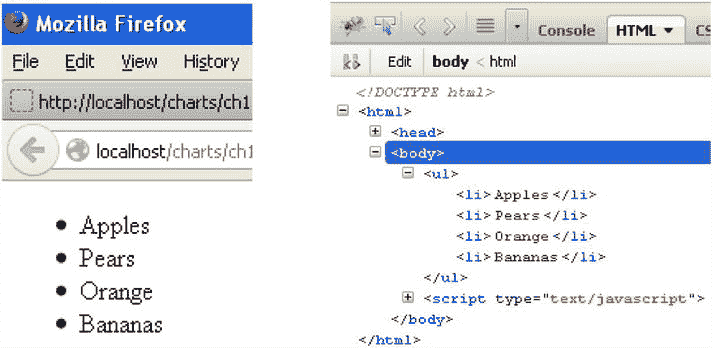 Mozilla Firefox
File Edit View History
http://localhost/charts/ch1
localhost/charts/ch1
• Apples
• Pears
• Orange
• Bananas
Console HTML CS
Edit body < html
<!DOCTYPE html>
<html>
<head>
<body>
<ul>
<li> Apples </li>
<li> Pears </li>
<li> Orange </li>
<li> Bananas </li>
</ul>
<script type="text/javascript">
</body>
</html>